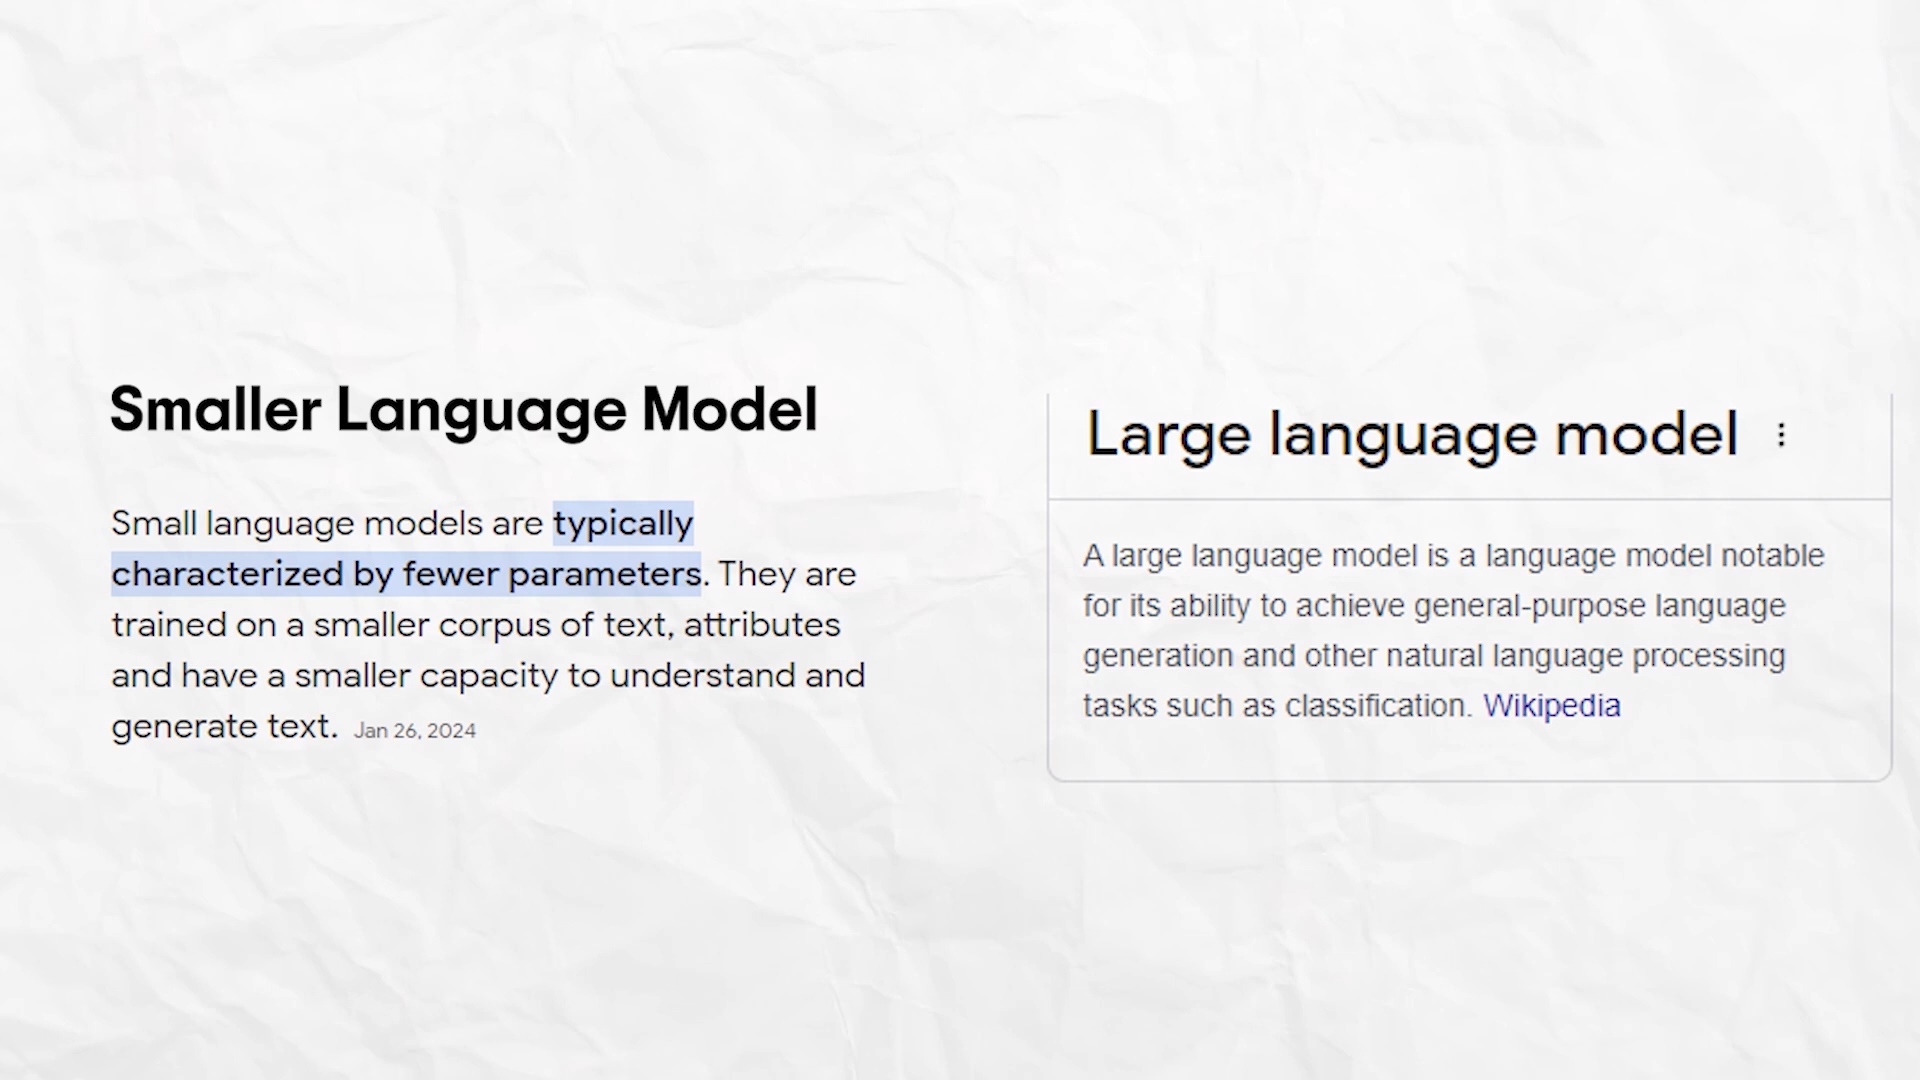 Smaller Language Model
Small language models are typically
characterized by fewer parameters. They are
trained on a smaller corpus of text, attributes
and have a smaller capacity to understand and
generate text. Jan 26, 2024
Large language model
A large language model is a language model notable
for its ability to achieve general-purpose language
generation and other natural language processing
tasks such as classification. Wikipedia